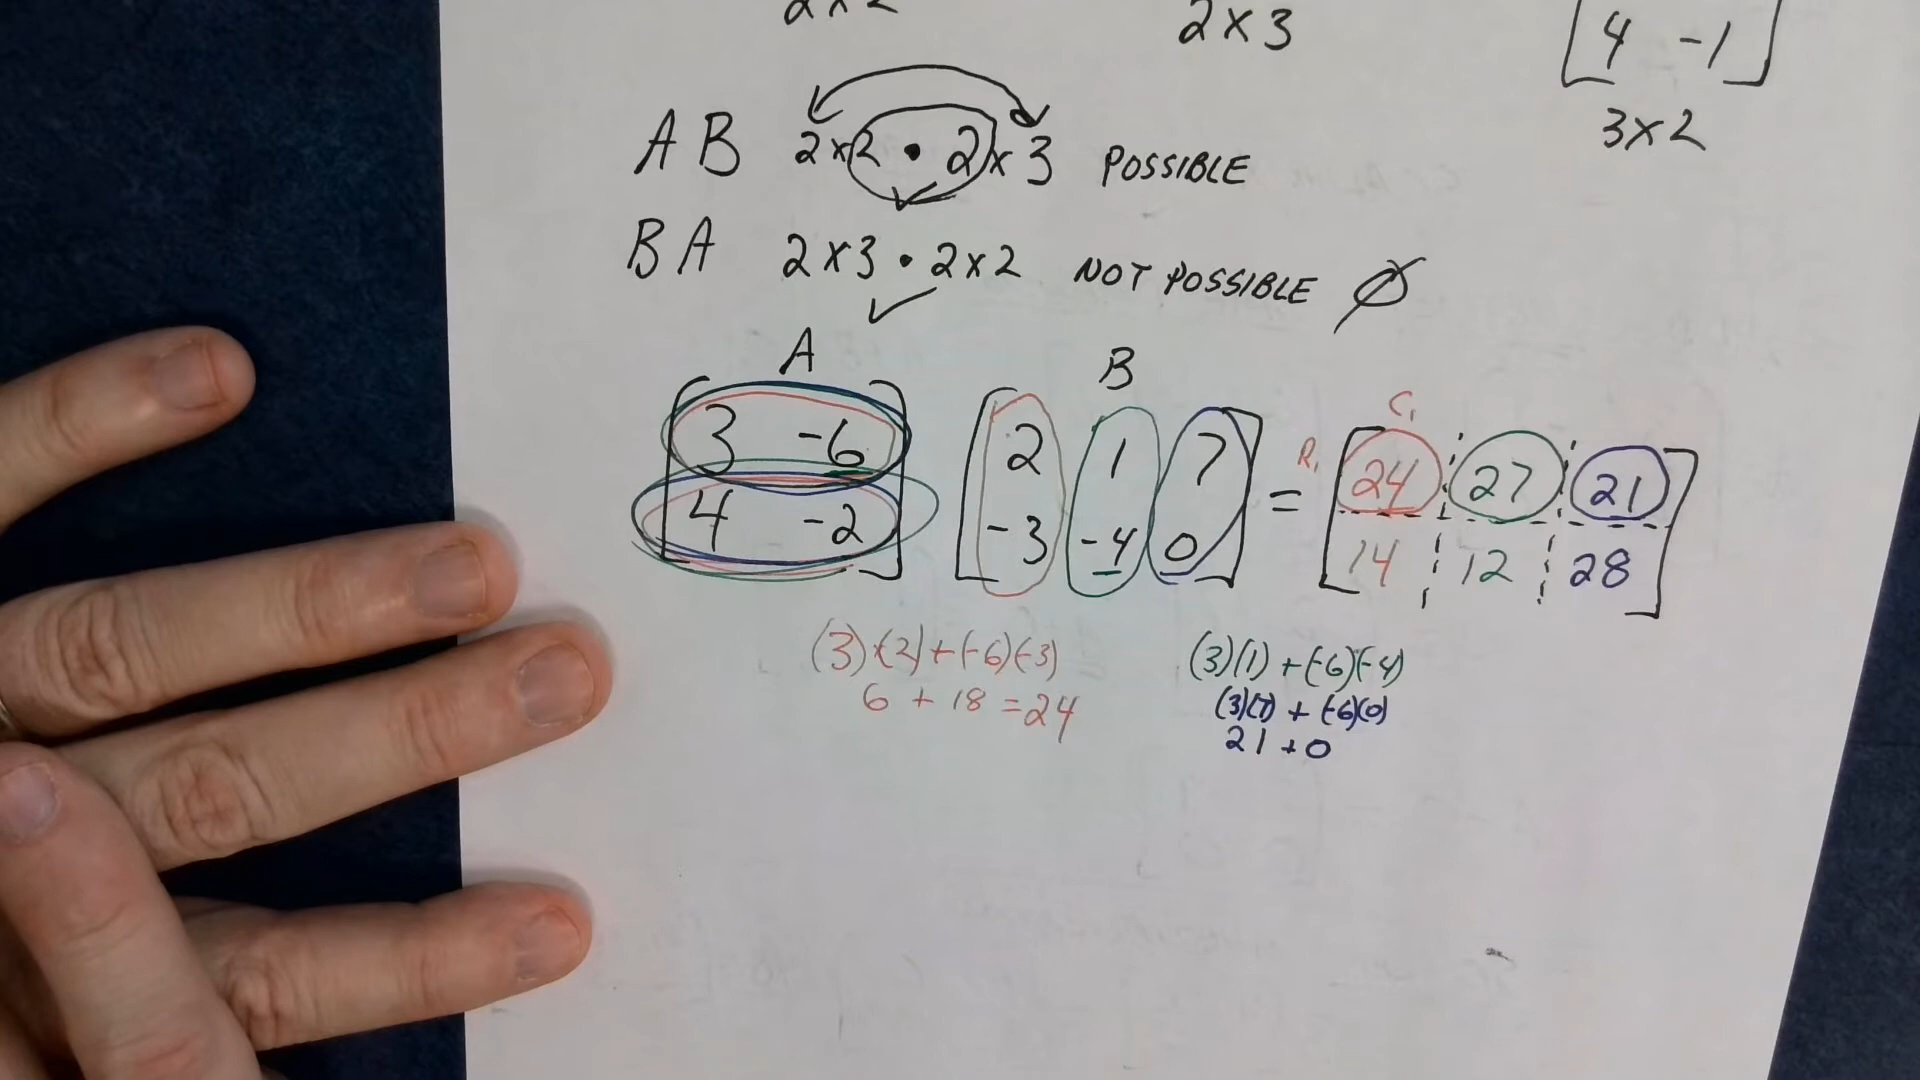 2x2
2x3
4 -1
3x2
A B 2x2 • 2x3 POSSIBLE
B A 2x3 • 2x2 NOT POSSIBLE ∅
A B
C₁
3 -6 2 1 7 = R₁ 24 27 21
4 -2 -3 -4 0 14 12 28
(3)·(2)+(-6)(-3)
6 + 18 = 24
(3)(1) + (-6)(-4)
(3)(7) + (-6)(0)
21 + 0